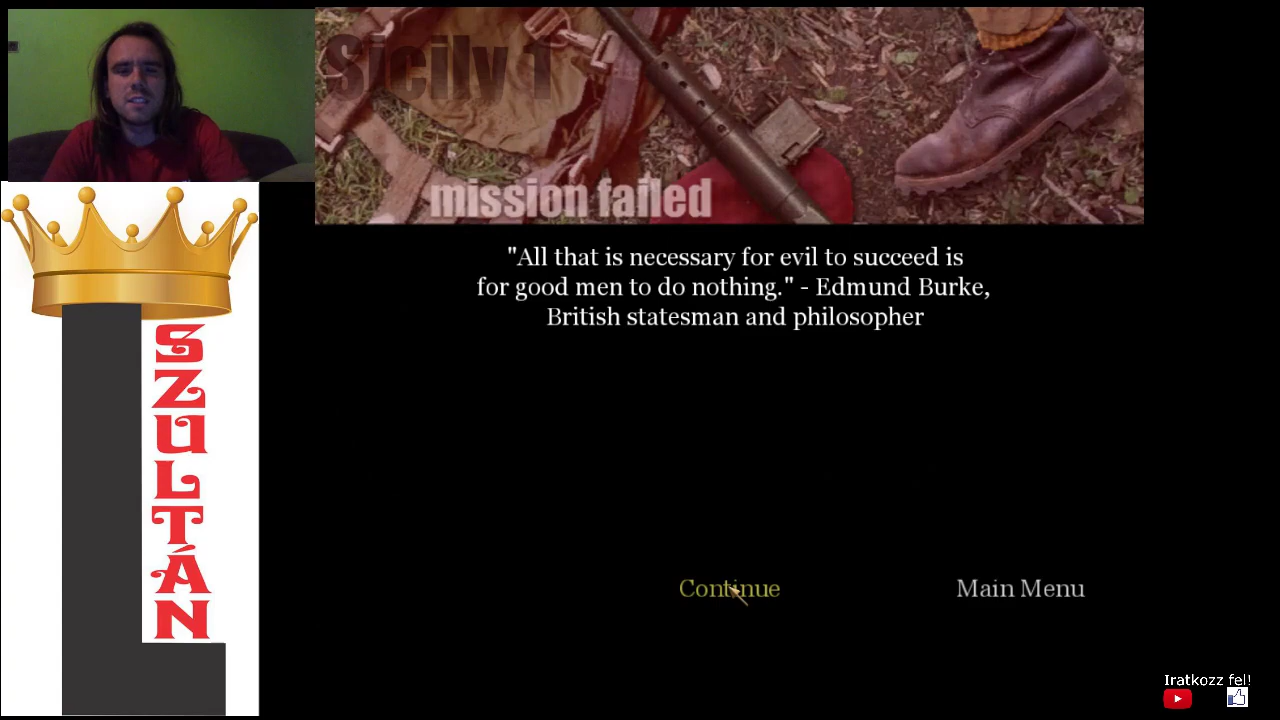 Sicily 1
mission failed
"All that is necessary for evil to succeed is
for good men to do nothing." - Edmund Burke,
British statesman and philosopher
Continue
Main Menu
L
SZULTÁN
Iratkozz fel!